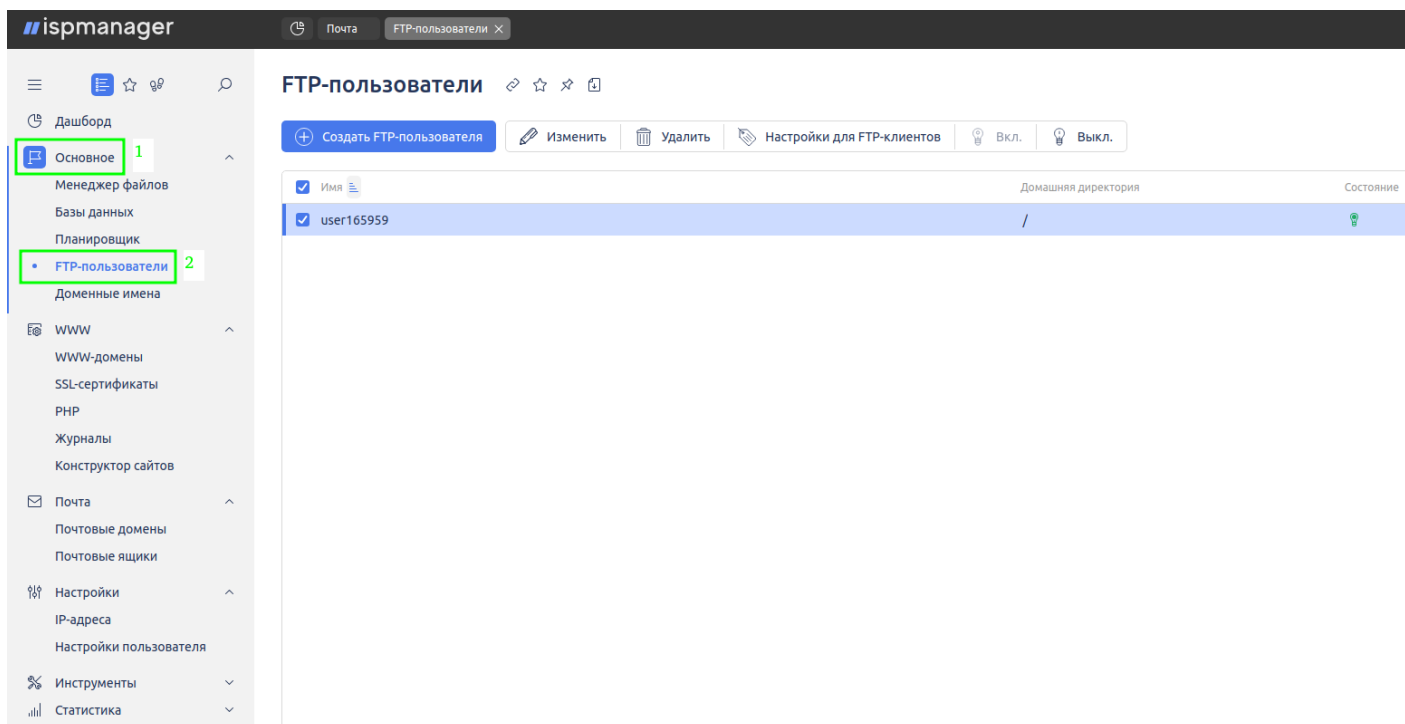 ispmanager
Почта
FTP-пользователи
FTP-пользователи
Дашборд
Основное
1
Менеджер файлов
Базы данных
Планировщик
FTP-пользователи
2
Доменные имена
WWW
WWW-домены
SSL-сертификаты
PHP
Журналы
Конструктор сайтов
Почта
Почтовые домены
Почтовые ящики
Настройки
IP-адреса
Настройки пользователя
Инструменты
Статистика
Создать FTP-пользователя
Изменить
Удалить
Настройки для FTP-клиентов
Вкл.
Выкл.
Имя
Домашняя директория
Состояние
user165959
/